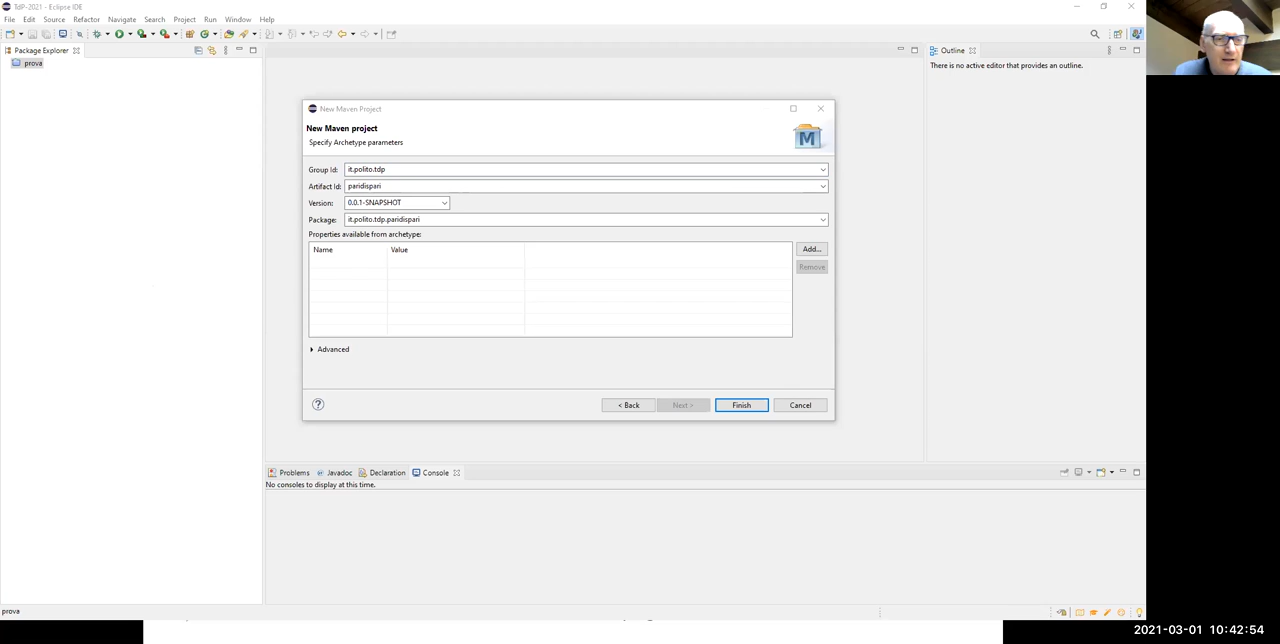 TdP-2021 - Eclipse IDE
File Edit Source Refactor Navigate Search Project Run Window Help
Package Explorer
prova
Outline
There is no active editor that provides an outline.
New Maven Project
New Maven project
Specify Archetype parameters
M
Group Id: it.polito.tdp
Artifact Id: paridispari
Version: 0.0.1-SNAPSHOT
Package: it.polito.tdp.paridispari
Properties available from archetype:
Name Value
Add...
Remove
Advanced
? < Back Next > Finish Cancel
Problems Javadoc Declaration Console
No consoles to display at this time.
prova
2021-03-01 10:42:54